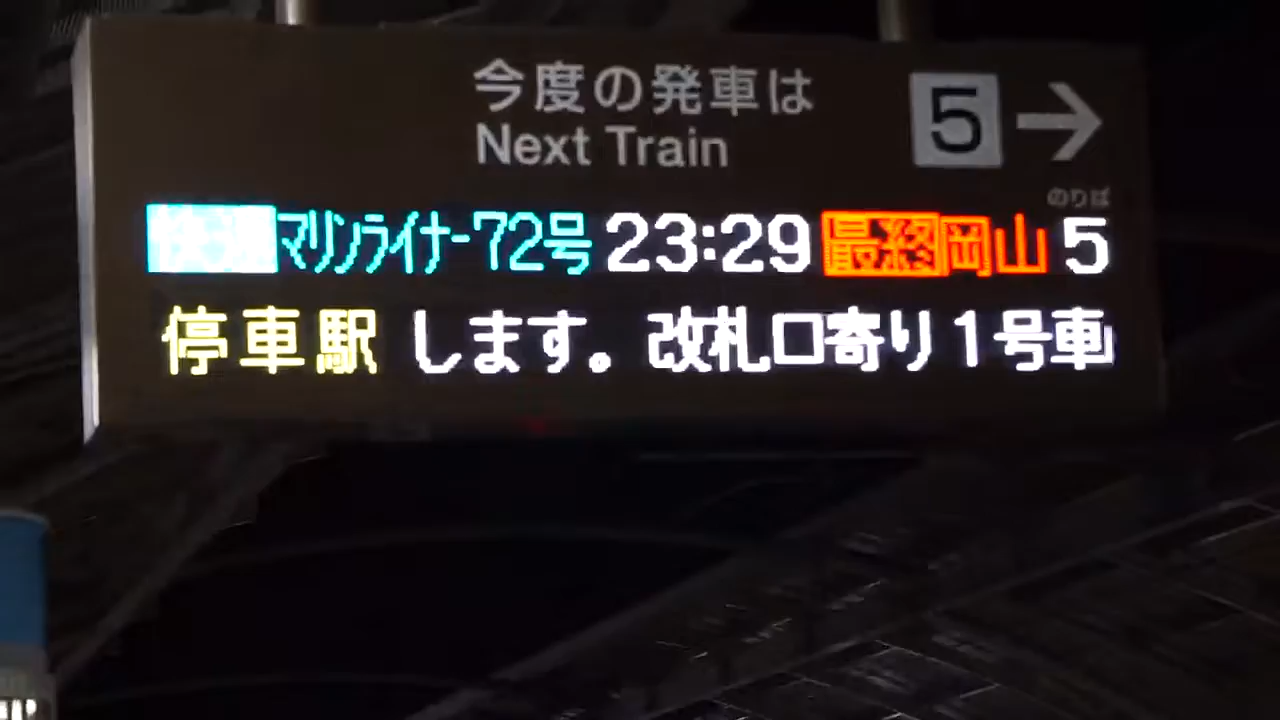 今度の発車は
Next Train
5 →
のりば
快速 マリンライナー72号 23:29 最終 岡山 5
停車駅 します。改札口寄り1号車